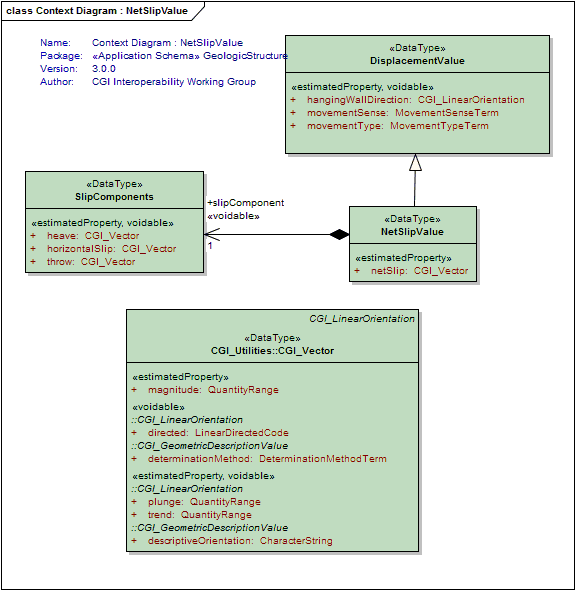 class Context Diagram : NetSlipValue
Name: Context Diagram : NetSlipValue
Package: «Application Schema» GeologicStructure
Version: 3.0.0
Author: CGI Interoperability Working Group
«DataType»
DisplacementValue
«estimatedProperty, voidable»
+ hangingWallDirection: CGI_LinearOrientation
+ movementSense: MovementSenseTerm
+ movementType: MovementTypeTerm
«DataType»
SlipComponents
«estimatedProperty, voidable»
+ heave: CGI_Vector
+ horizontalSlip: CGI_Vector
+ throw: CGI_Vector
+slipComponent
«voidable»
1
«DataType»
NetSlipValue
«estimatedProperty»
+ netSlip: CGI_Vector
CGI_LinearOrientation
«DataType»
CGI_Utilities::CGI_Vector
«estimatedProperty»
+ magnitude: QuantityRange
«voidable»
::CGI_LinearOrientation
+ directed: LinearDirectedCode
::CGI_GeometricDescriptionValue
+ determinationMethod: DeterminationMethodTerm
«estimatedProperty, voidable»
::CGI_LinearOrientation
+ plunge: QuantityRange
+ trend: QuantityRange
::CGI_GeometricDescriptionValue
+ descriptiveOrientation: CharacterString